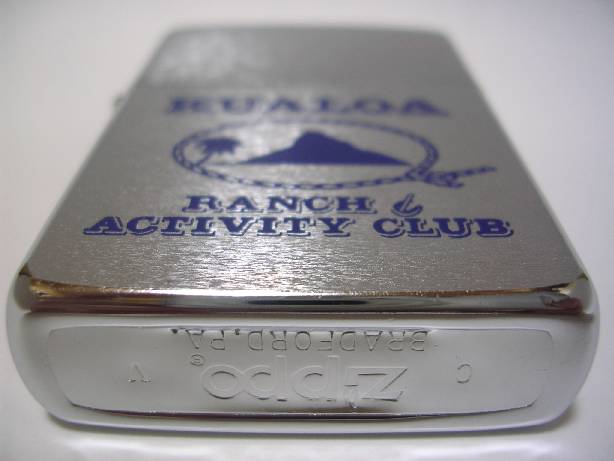 KUALOA
RANCH &
ACTIVITY CLUB
C Zippo® V
BRADFORD, PA.